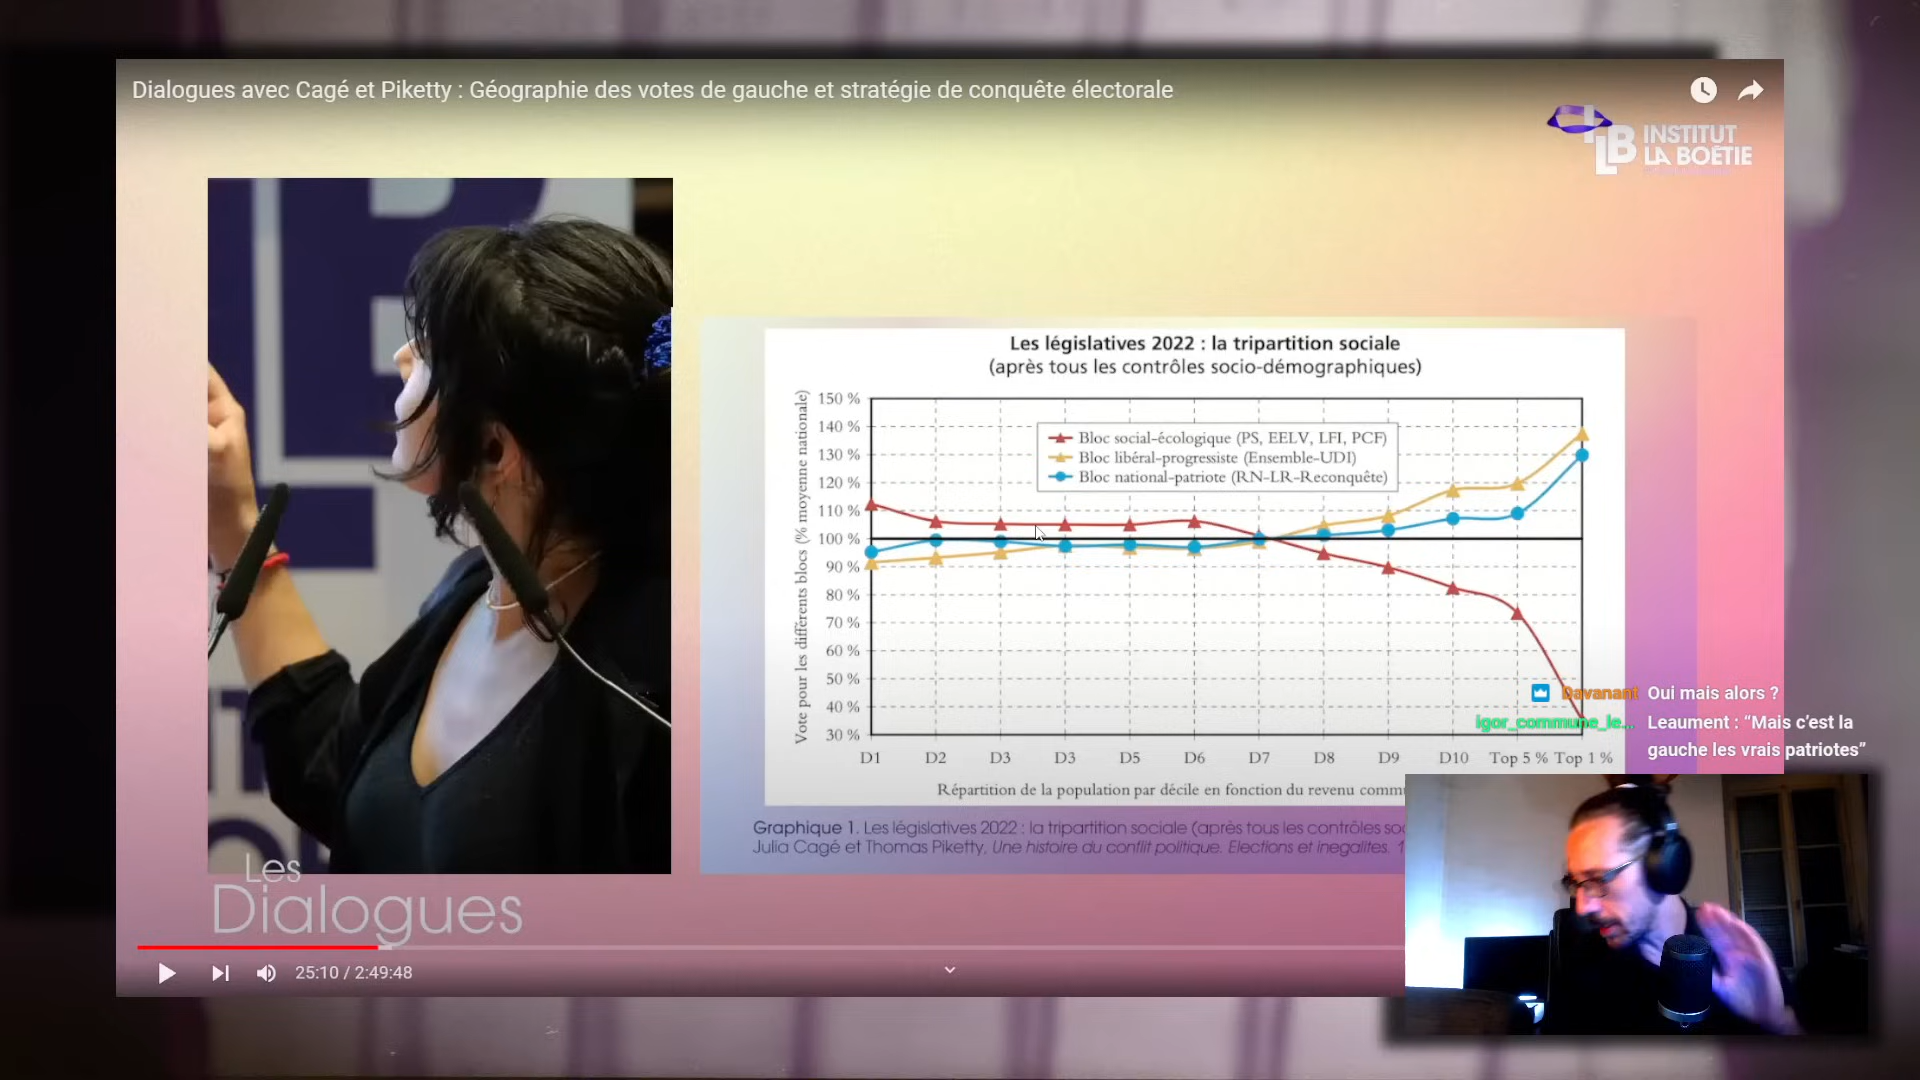 Dialogues avec Cagé et Piketty : Géographie des votes de gauche et stratégie de conquête électorale
ILB INSTITUT
LA BOÉTIE
Les législatives 2022 : la tripartition sociale
(après tous les contrôles socio-démographiques)
Vote pour les différents blocs (% moyenne nationale)
150 %
140 %
130 %
120 %
110 %
100 %
90 %
80 %
70 %
60 %
50 %
40 %
30 %
Bloc social-écologique (PS, EELV, LFI, PCF)
Bloc libéral-progressiste (Ensemble-UDI)
Bloc national-patriote (RN-LR-Reconquête)
D1 D2 D3 D3 D5 D6 D7 D8 D9 D10 Top 5 % Top 1 %
Répartition de la population par décile en fonction du revenu commu
Graphique 1. Les législatives 2022 : la tripartition sociale (après tous les contrôles soc
Julia Cagé et Thomas Piketty, Une histoire du conflit politique. Elections et inegalites. 1
Davanant Oui mais alors ?
igor_commune_le... Leaument : “Mais c’est la
gauche les vrais patriotes”
Les
Dialogues
25:10 / 2:49:48